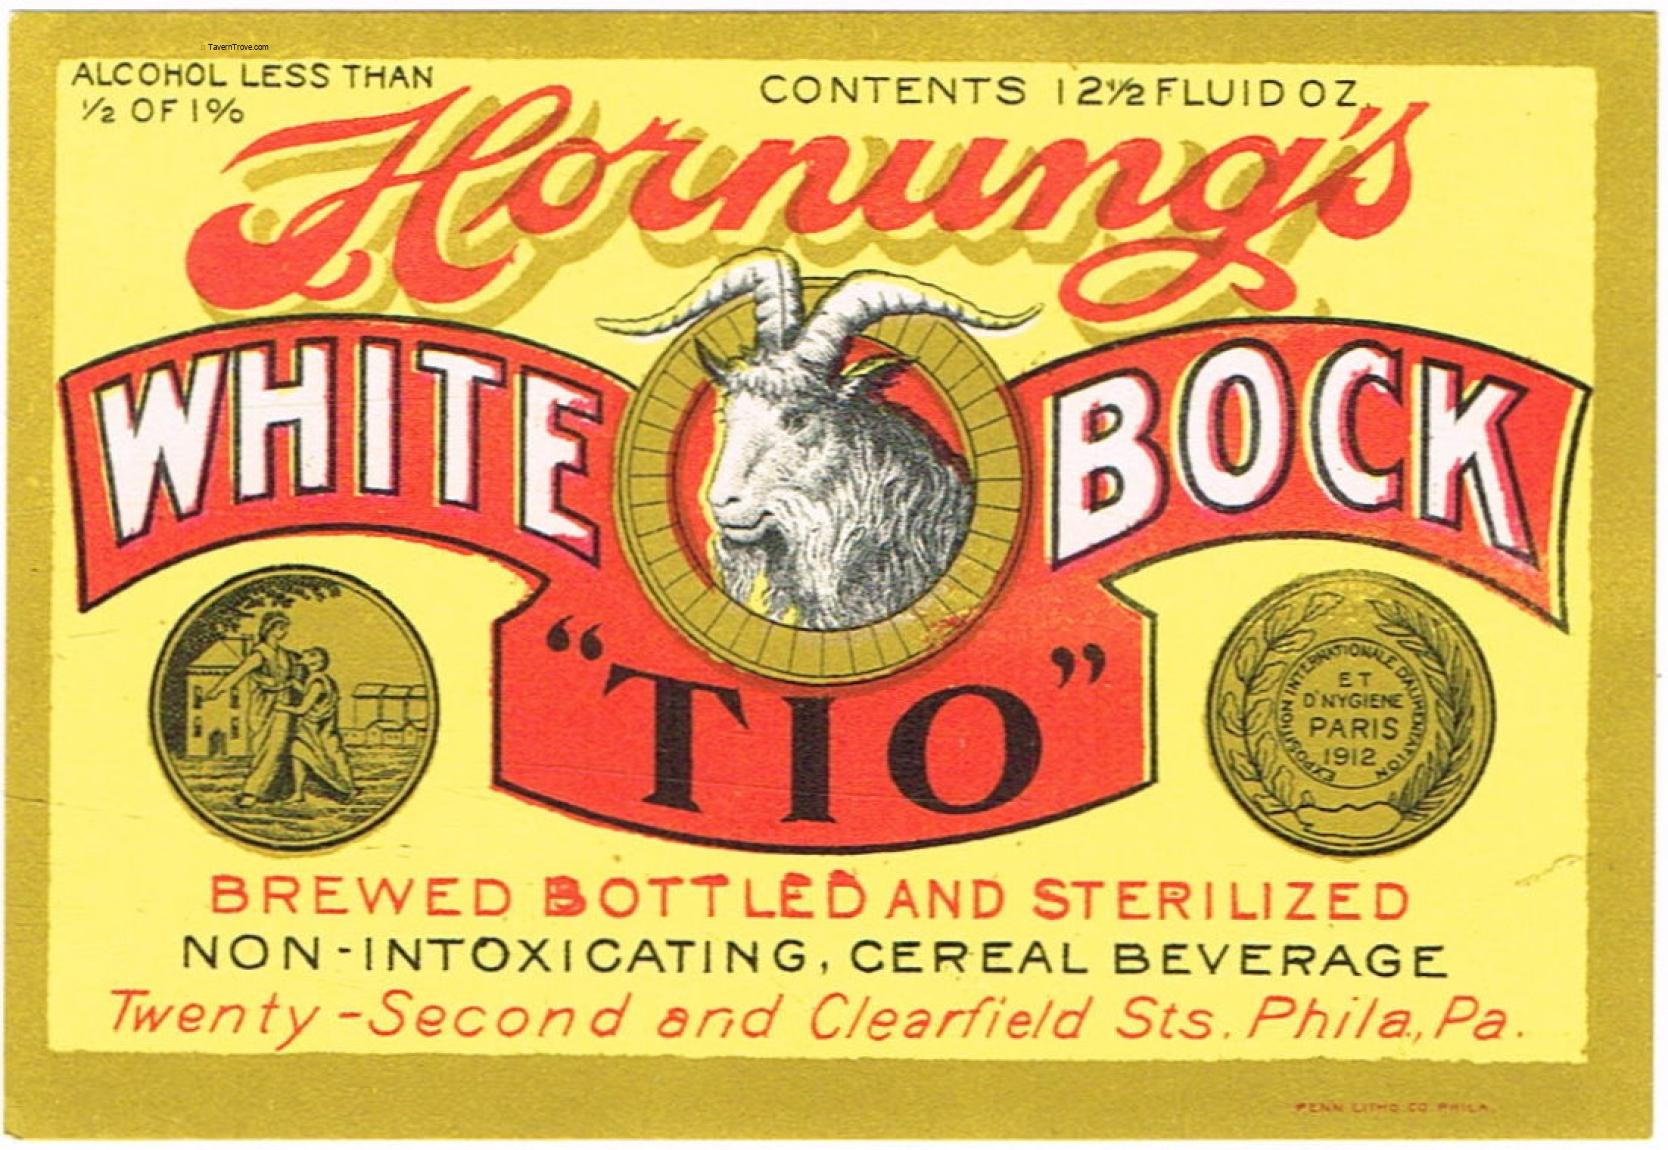 TavernTrove.com
ALCOHOL LESS THAN
½ OF 1%
CONTENTS 12½ FLUID OZ.
Hornung's
WHITE BOCK
"TIO"
EXPOSITION INTERNATIONALE D'ALIMENTATION
ET
D'NYGIENE
PARIS
1912
BREWED BOTTLED AND STERILIZED
NON-INTOXICATING, CEREAL BEVERAGE
Twenty-Second and Clearfield Sts. Phila., Pa.
PENN LITHO. CO. PHILA.